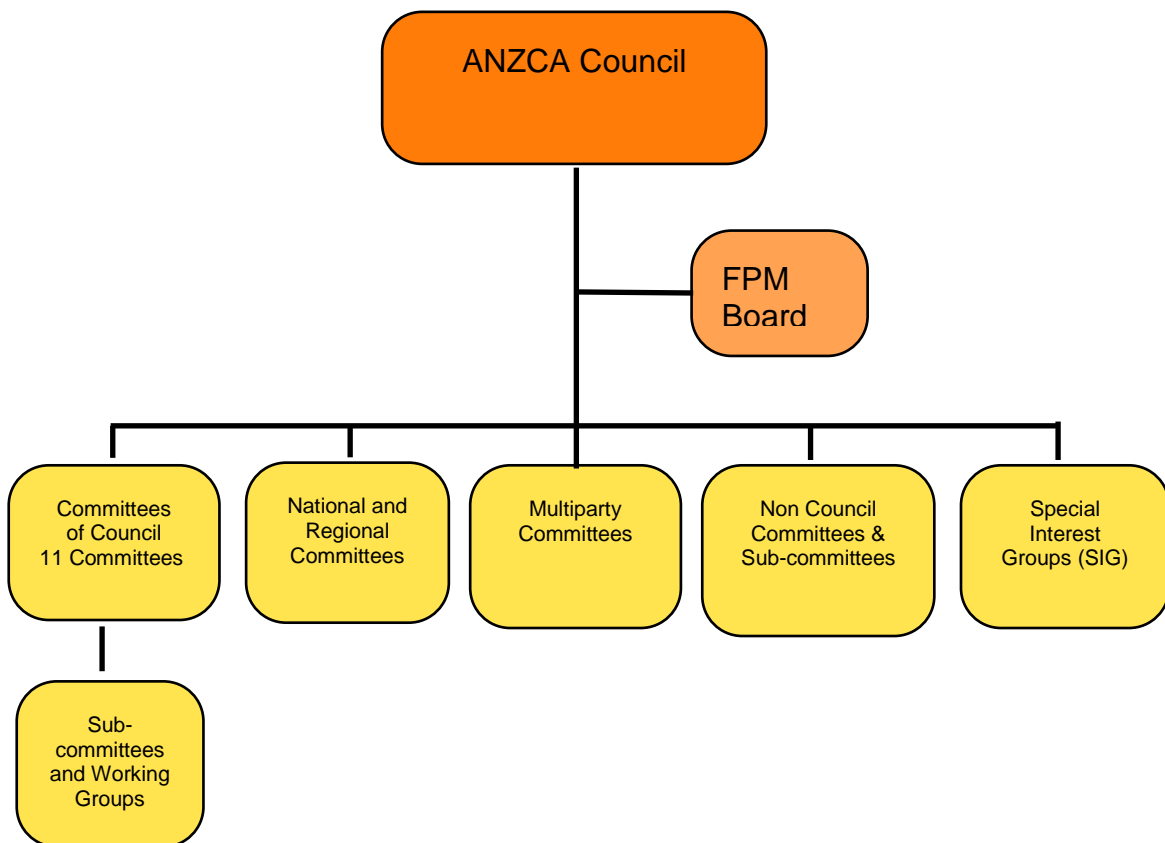 ANZCA Council
FPM
Board
Committees
of Council
11 Committees
National and
Regional
Committees
Multiparty
Committees
Non Council
Committees &
Sub-committees
Special
Interest
Groups (SIG)
Sub-
committees
and Working
Groups